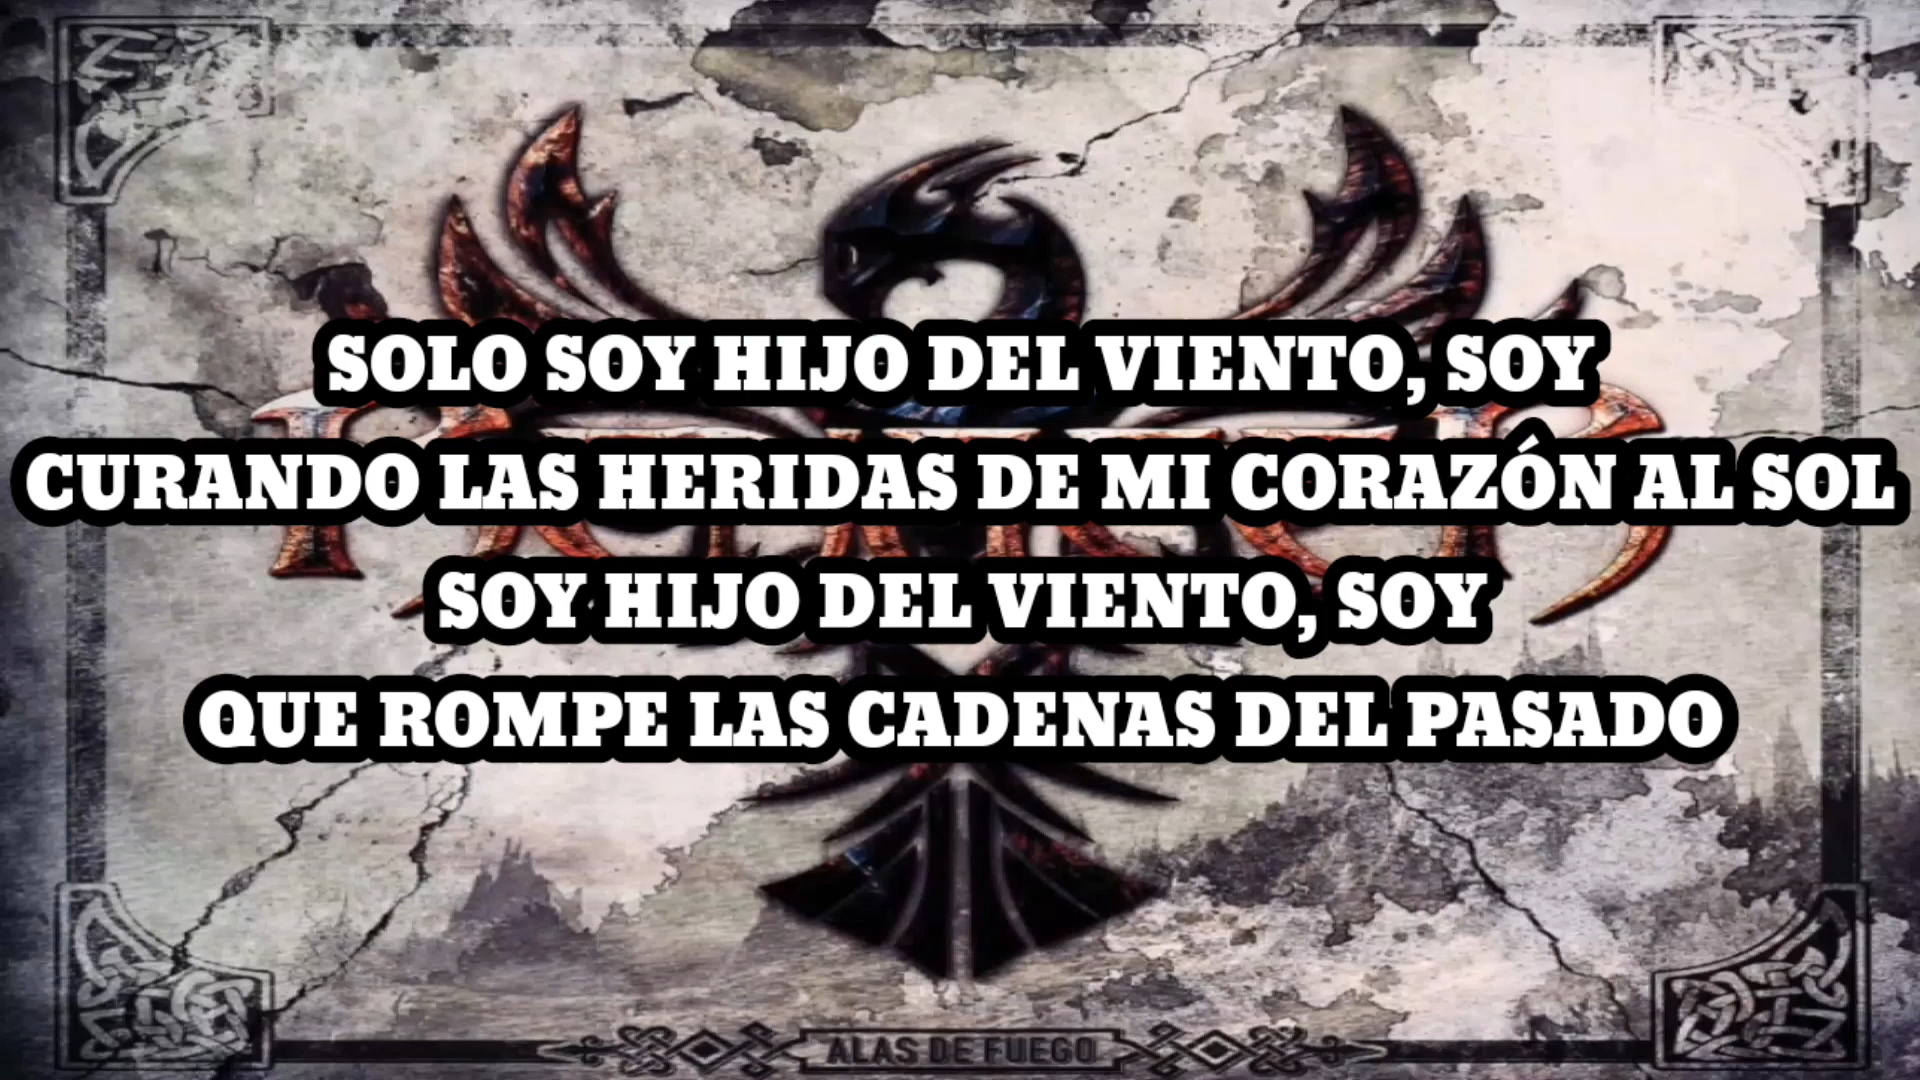 SOLO SOY HIJO DEL VIENTO, SOY
CURANDO LAS HERIDAS DE MI CORAZÓN AL SOL
SOY HIJO DEL VIENTO, SOY
QUE ROMPE LAS CADENAS DEL PASADO
ALAS DE FUEGO